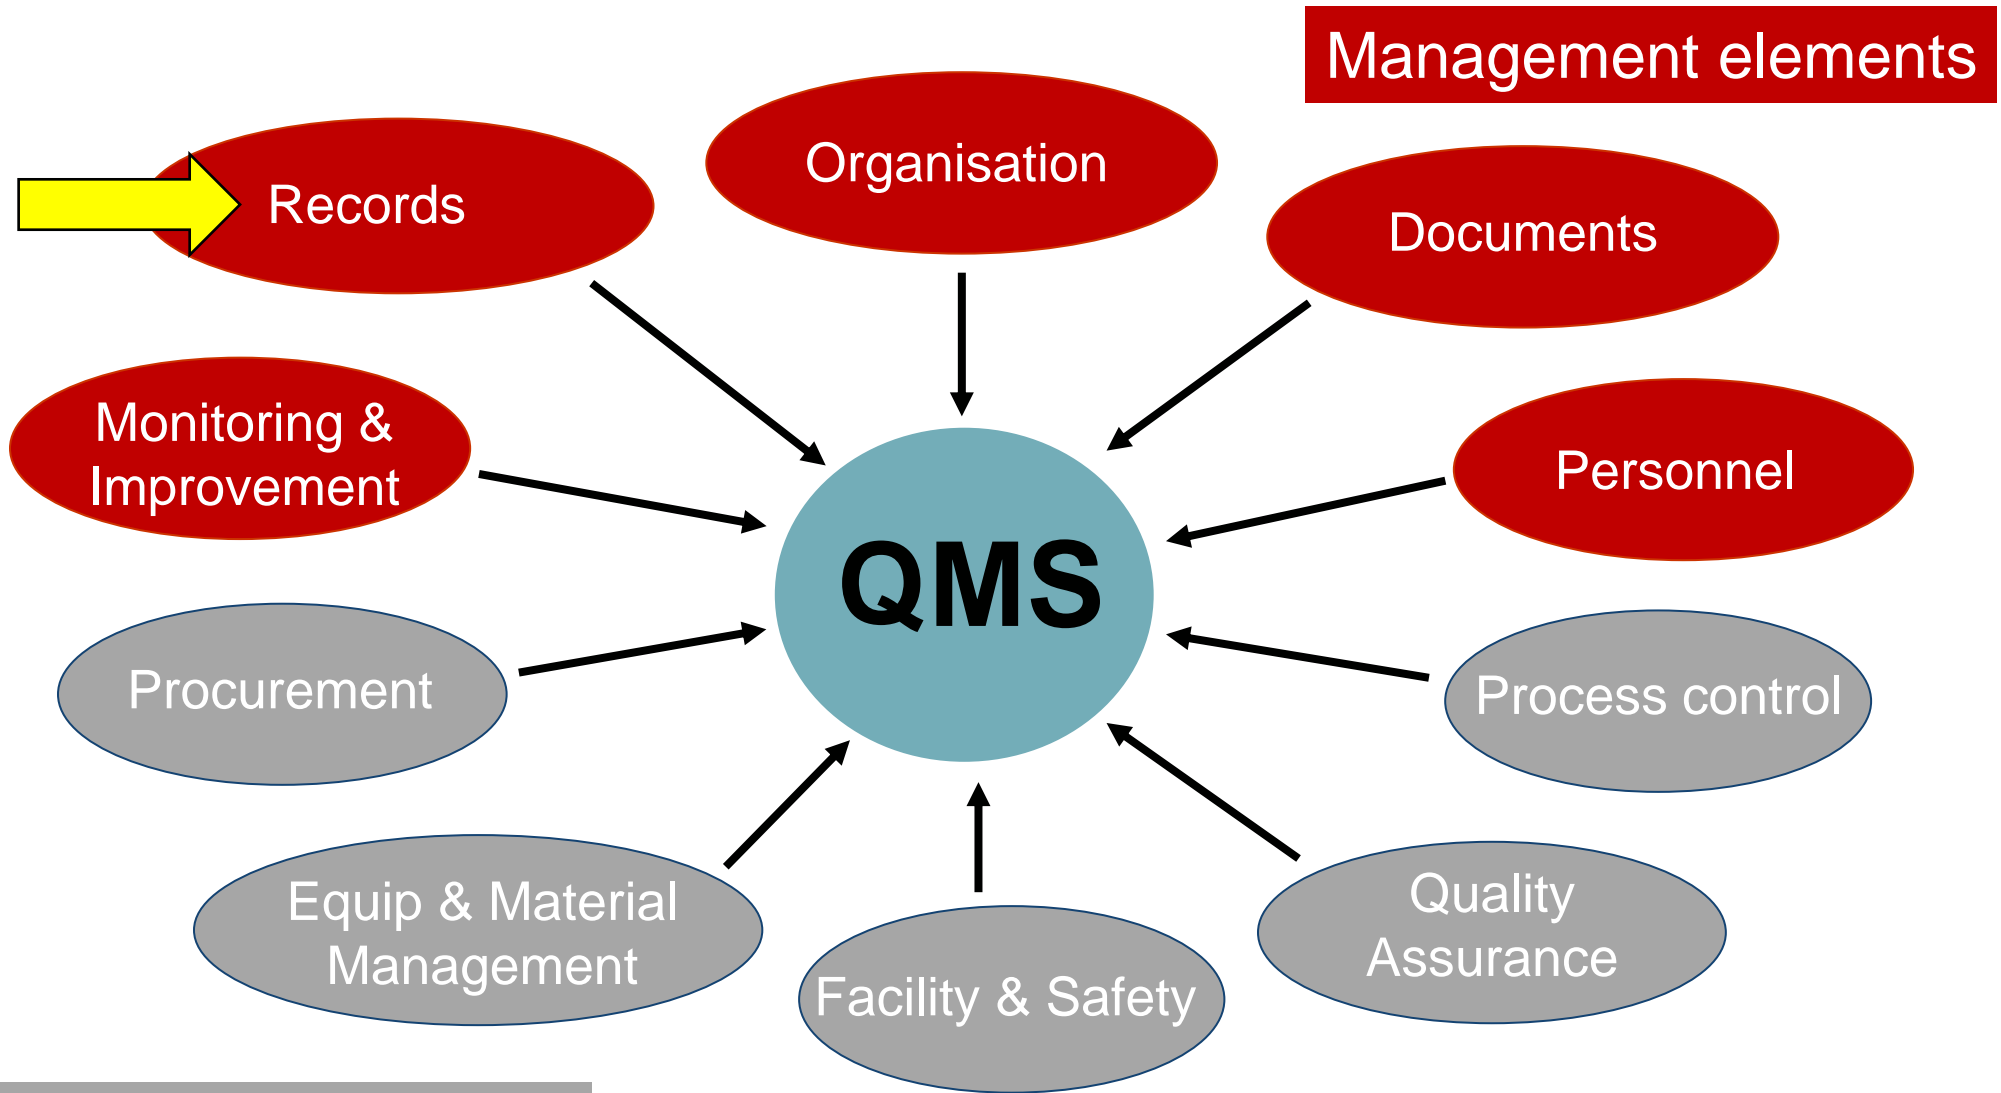 Management elements
Organisation
Records
Documents
Monitoring &
Improvement
Personnel
QMS
Procurement
Process control
Equip & Material
Management
Quality
Assurance
Facility & Safety